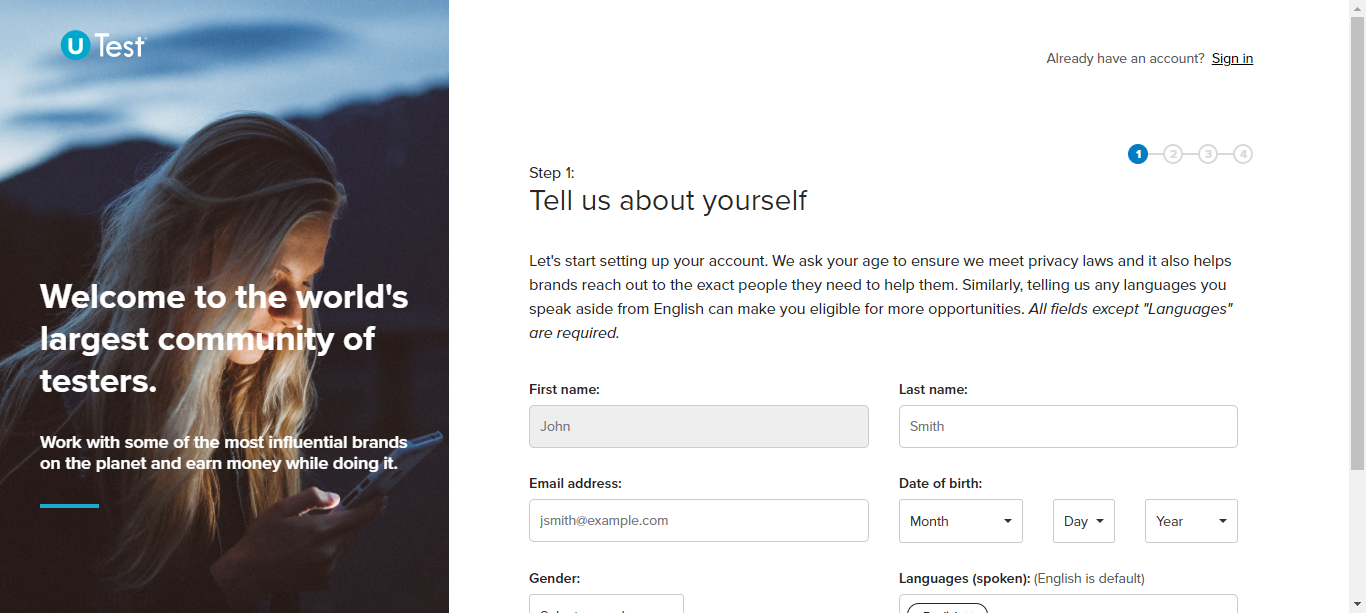 U Test
Already have an account? Sign in
1 2 3 4
Step 1:
Tell us about yourself
Let's start setting up your account. We ask your age to ensure we meet privacy laws and it also helps
brands reach out to the exact people they need to help them. Similarly, telling us any languages you
speak aside from English can make you eligible for more opportunities. All fields except "Languages"
are required.
Welcome to the world's
largest community of
testers.
Work with some of the most influential brands
on the planet and earn money while doing it.
First name:
Last name:
John
Smith
Email address:
Date of birth:
jsmith@example.com
Month
Day
Year
Gender:
Languages (spoken): (English is default)